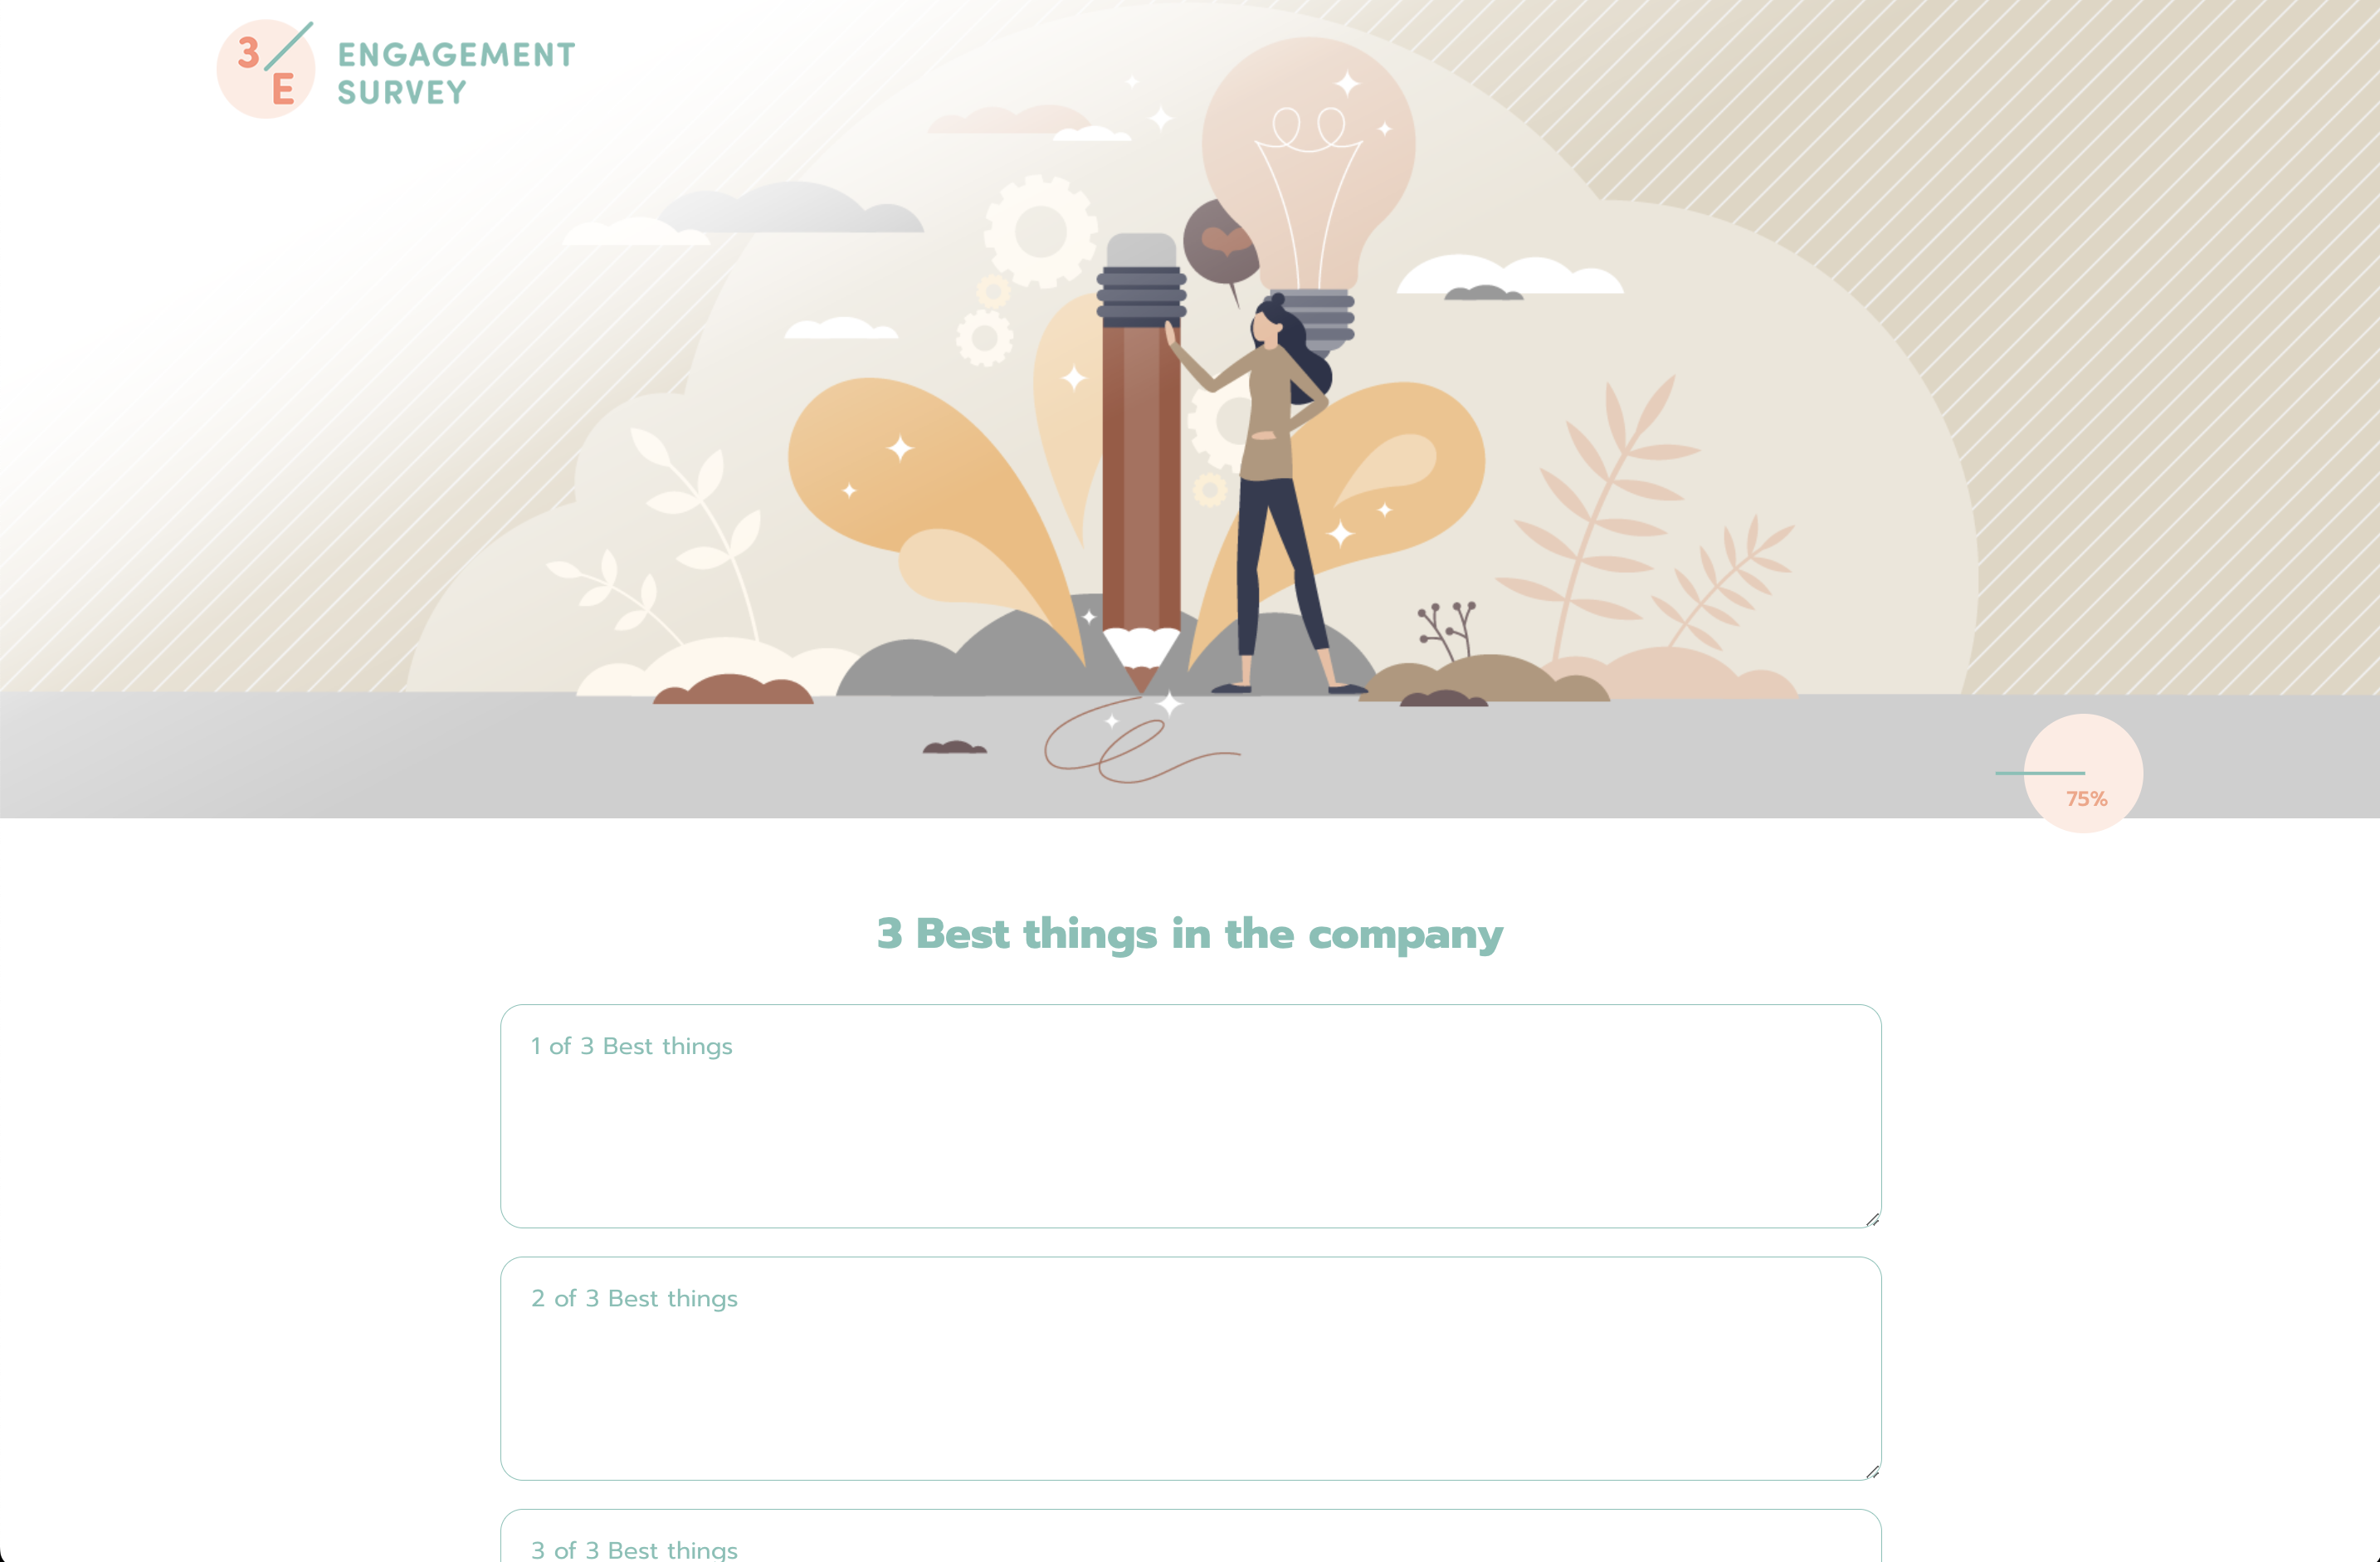 3
E
ENGAGEMENT
SURVEY
75%
3 Best things in the company
1 of 3 Best things
2 of 3 Best things
3 of 3 Best things